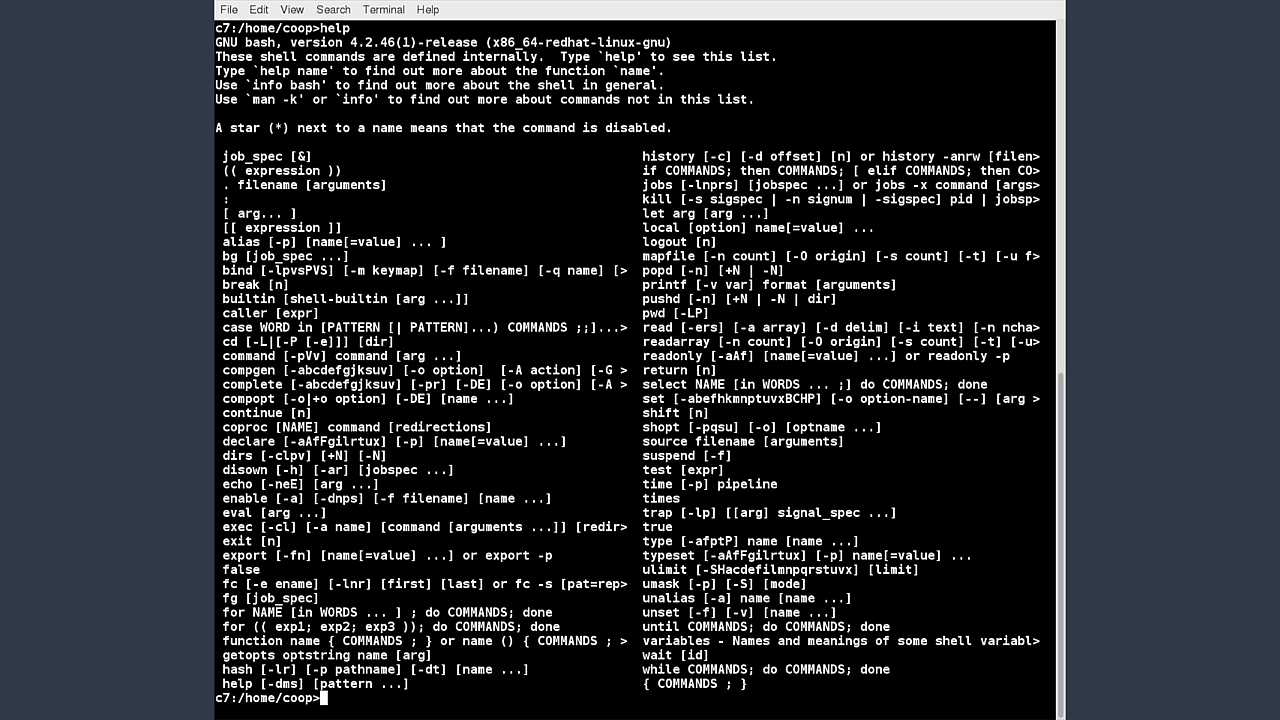 File Edit View Search Terminal Help
c7:/home/coop>help
GNU bash, version 4.2.46(1)-release (x86_64-redhat-linux-gnu)
These shell commands are defined internally.  Type `help' to see this list.
Type `help name' to find out more about the function `name'.
Use `info bash' to find out more about the shell in general.
Use `man -k' or `info' to find out more about commands not in this list.
A star (*) next to a name means that the command is disabled.
job_spec [&] history [-c] [-d offset] [n] or history -anrw [filen>
(( expression )) if COMMANDS; then COMMANDS; [ elif COMMANDS; then CO>
. filename [arguments] jobs [-lnprs] [jobspec ...] or jobs -x command [args>
: kill [-s sigspec | -n signum | -sigspec] pid | jobsp>
[ arg... ] let arg [arg ...]
[[ expression ]] local [option] name[=value] ...
alias [-p] [name[=value] ... ] logout [n]
bg [job_spec ...] mapfile [-n count] [-O origin] [-s count] [-t] [-u f>
bind [-lpvsPVS] [-m keymap] [-f filename] [-q name] [> popd [-n] [+N | -N]
break [n] printf [-v var] format [arguments]
builtin [shell-builtin [arg ...]] pushd [-n] [+N | -N | dir]
caller [expr] pwd [-LP]
case WORD in [PATTERN [| PATTERN]...) COMMANDS ;;]...> read [-ers] [-a array] [-d delim] [-i text] [-n ncha>
cd [-L|[-P [-e]]] [dir] readarray [-n count] [-O origin] [-s count] [-t] [-u>
command [-pVv] command [arg ...] readonly [-aAf] [name[=value] ...] or readonly -p
compgen [-abcdefgjksuv] [-o option]  [-A action] [-G > return [n]
complete [-abcdefgjksuv] [-pr] [-DE] [-o option] [-A > select NAME [in WORDS ... ;] do COMMANDS; done
compopt [-o|+o option] [-DE] [name ...] set [-abefhkmnptuvxBCHP] [-o option-name] [--] [arg >
continue [n] shift [n]
coproc [NAME] command [redirections] shopt [-pqsu] [-o] [optname ...]
declare [-aAfFgilrtux] [-p] [name[=value] ...] source filename [arguments]
dirs [-clpv] [+N] [-N] suspend [-f]
disown [-h] [-ar] [jobspec ...] test [expr]
echo [-neE] [arg ...] time [-p] pipeline
enable [-a] [-dnps] [-f filename] [name ...] times
eval [arg ...] trap [-lp] [[arg] signal_spec ...]
exec [-cl] [-a name] [command [arguments ...]] [redir> true
exit [n] type [-afptP] name [name ...]
export [-fn] [name[=value] ...] or export -p typeset [-aAfFgilrtux] [-p] name[=value] ...
false ulimit [-SHacdefilmnpqrstuvx] [limit]
fc [-e ename] [-lnr] [first] [last] or fc -s [pat=rep> umask [-p] [-S] [mode]
fg [job_spec] unalias [-a] name [name ...]
for NAME [in WORDS ... ] ; do COMMANDS; done unset [-f] [-v] [name ...]
for (( exp1; exp2; exp3 )); do COMMANDS; done until COMMANDS; do COMMANDS; done
function name { COMMANDS ; } or name () { COMMANDS ; > variables - Names and meanings of some shell variabl>
getopts optstring name [arg] wait [id]
hash [-lr] [-p pathname] [-dt] [name ...] while COMMANDS; do COMMANDS; done
help [-dms] [pattern ...] { COMMANDS ; }
c7:/home/coop>